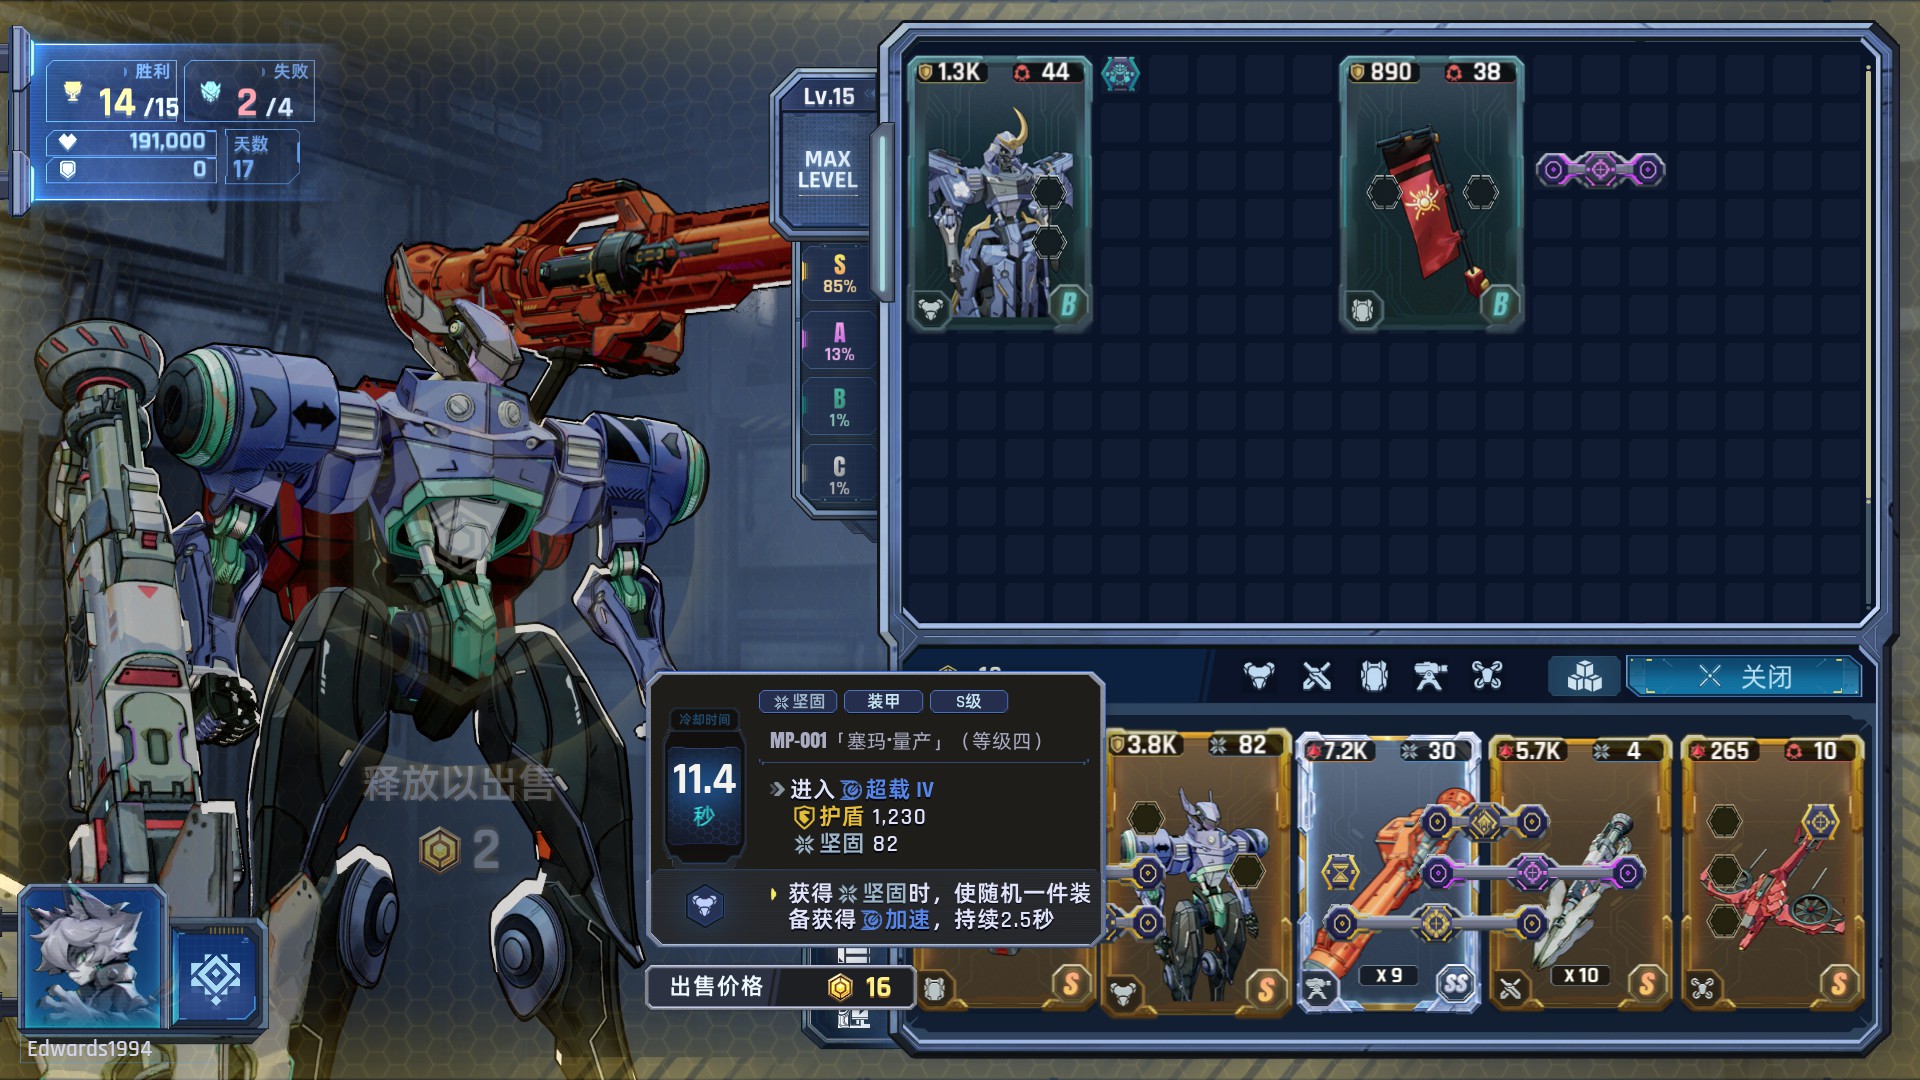 胜利
14 /15
失败
2 /4
191,000
0
天数
17
Lv.15
MAX
LEVEL
S
85%
A
13%
B
1%
C
1%
1.3K 44
B
890 38
B
关闭
释放以出售
2
冷却时间
11.4
秒
坚固 装甲 S级
MP-001「塞玛·量产」（等级四）
进入 超载 IV
护盾 1,230
坚固 82
获得 坚固时，使随机一件装
备获得 加速，持续2.5秒
出售价格 16
S
3.8K 82
S
7.2K 30
x 9
SS
5.7K 4
x 10
S
265 10
S
Edwards1994